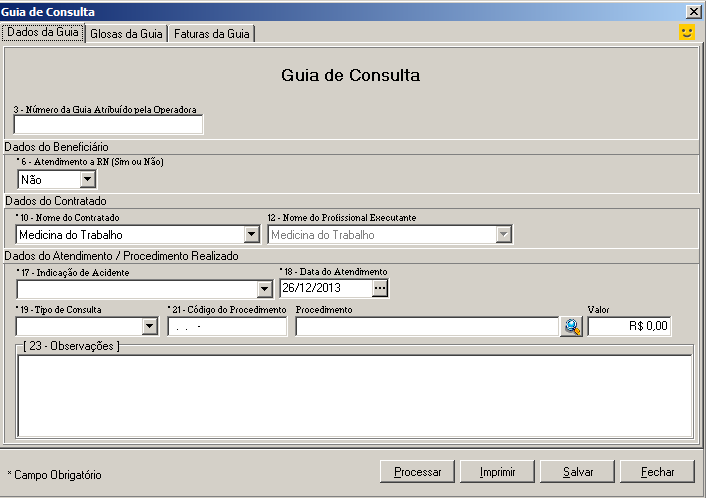 Guia de Consulta
Dados da Guia Glosas da Guia Faturas da Guia
Guia de Consulta
3 - Número da Guia Atribuído pela Operadora
Dados do Beneficiário
* 6 - Atendimento a RN (Sim ou Não)
Não
Dados do Contratado
* 10 - Nome do Contratado 12 - Nome do Profissional Executante
Medicina do Trabalho Medicina do Trabalho
Dados do Atendimento / Procedimento Realizado
* 17 - Indicação de Acidente * 18 - Data do Atendimento
26/12/2013 ...
* 19 - Tipo de Consulta * 21 - Código do Procedimento Procedimento Valor
. . - R$ 0,00
[ 23 - Observações ]
* Campo Obrigatório Processar Imprimir Salvar Fechar